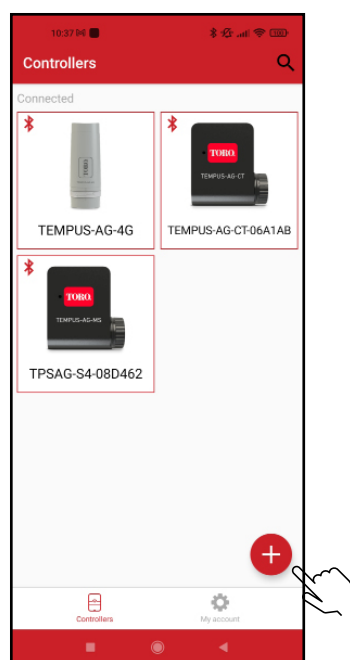 10:37
Controllers
Connected
TORO
TEMPUS-AG-4G
TORO
TEMPUS-AG-CT
TEMPUS-AG-CT-06A1AB
TORO
TEMPUS-AG-MS
TPSAG-S4-08D462
Controllers
My account